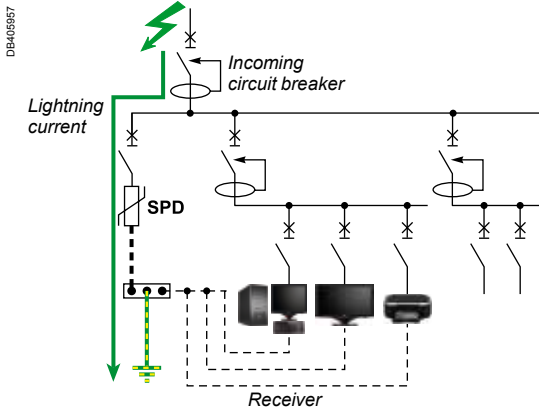 DB405957
Incoming
circuit breaker
Lightning
current
SPD
Receiver